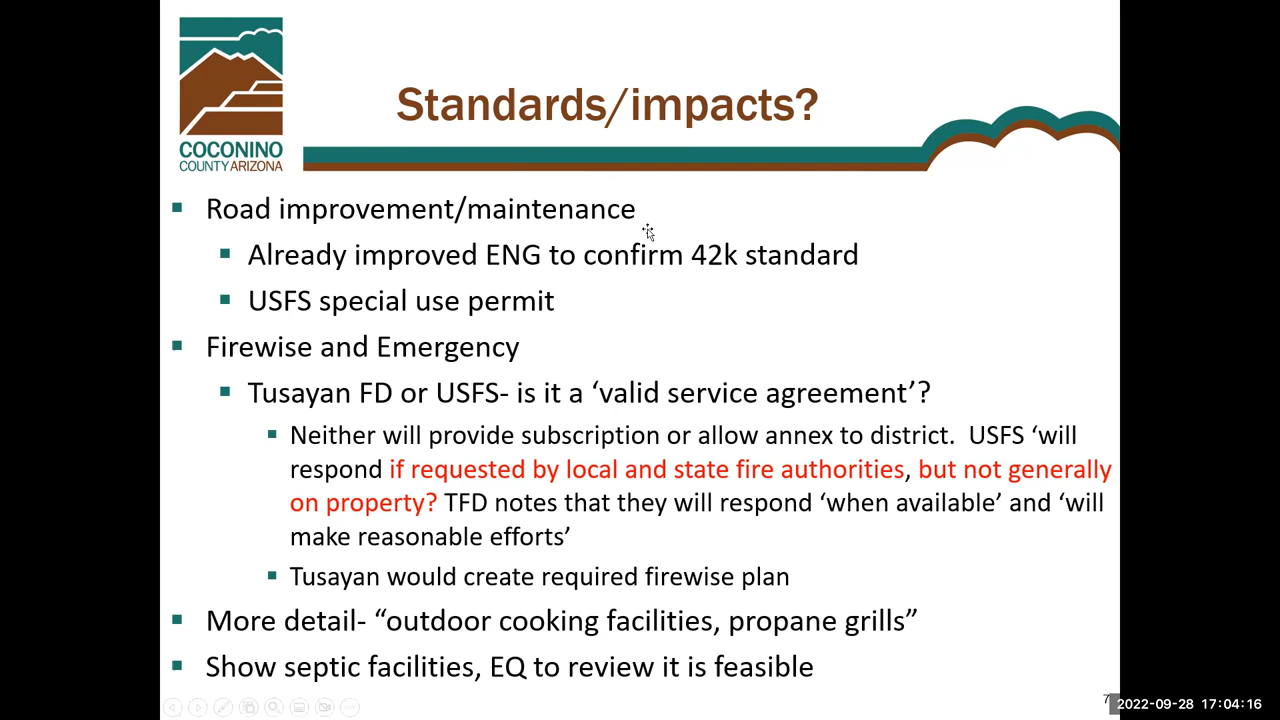 COCONINO
COUNTY ARIZONA
Standards/impacts?
Road improvement/maintenance
Already improved ENG to confirm 42k standard
USFS special use permit
Firewise and Emergency
Tusayan FD or USFS- is it a ‘valid service agreement’?
Neither will provide subscription or allow annex to district.  USFS ‘will
respond if requested by local and state fire authorities, but not generally
on property? TFD notes that they will respond ‘when available’ and ‘will
make reasonable efforts’
Tusayan would create required firewise plan
More detail- “outdoor cooking facilities, propane grills”
Show septic facilities, EQ to review it is feasible
7
2022-09-28 17:04:16